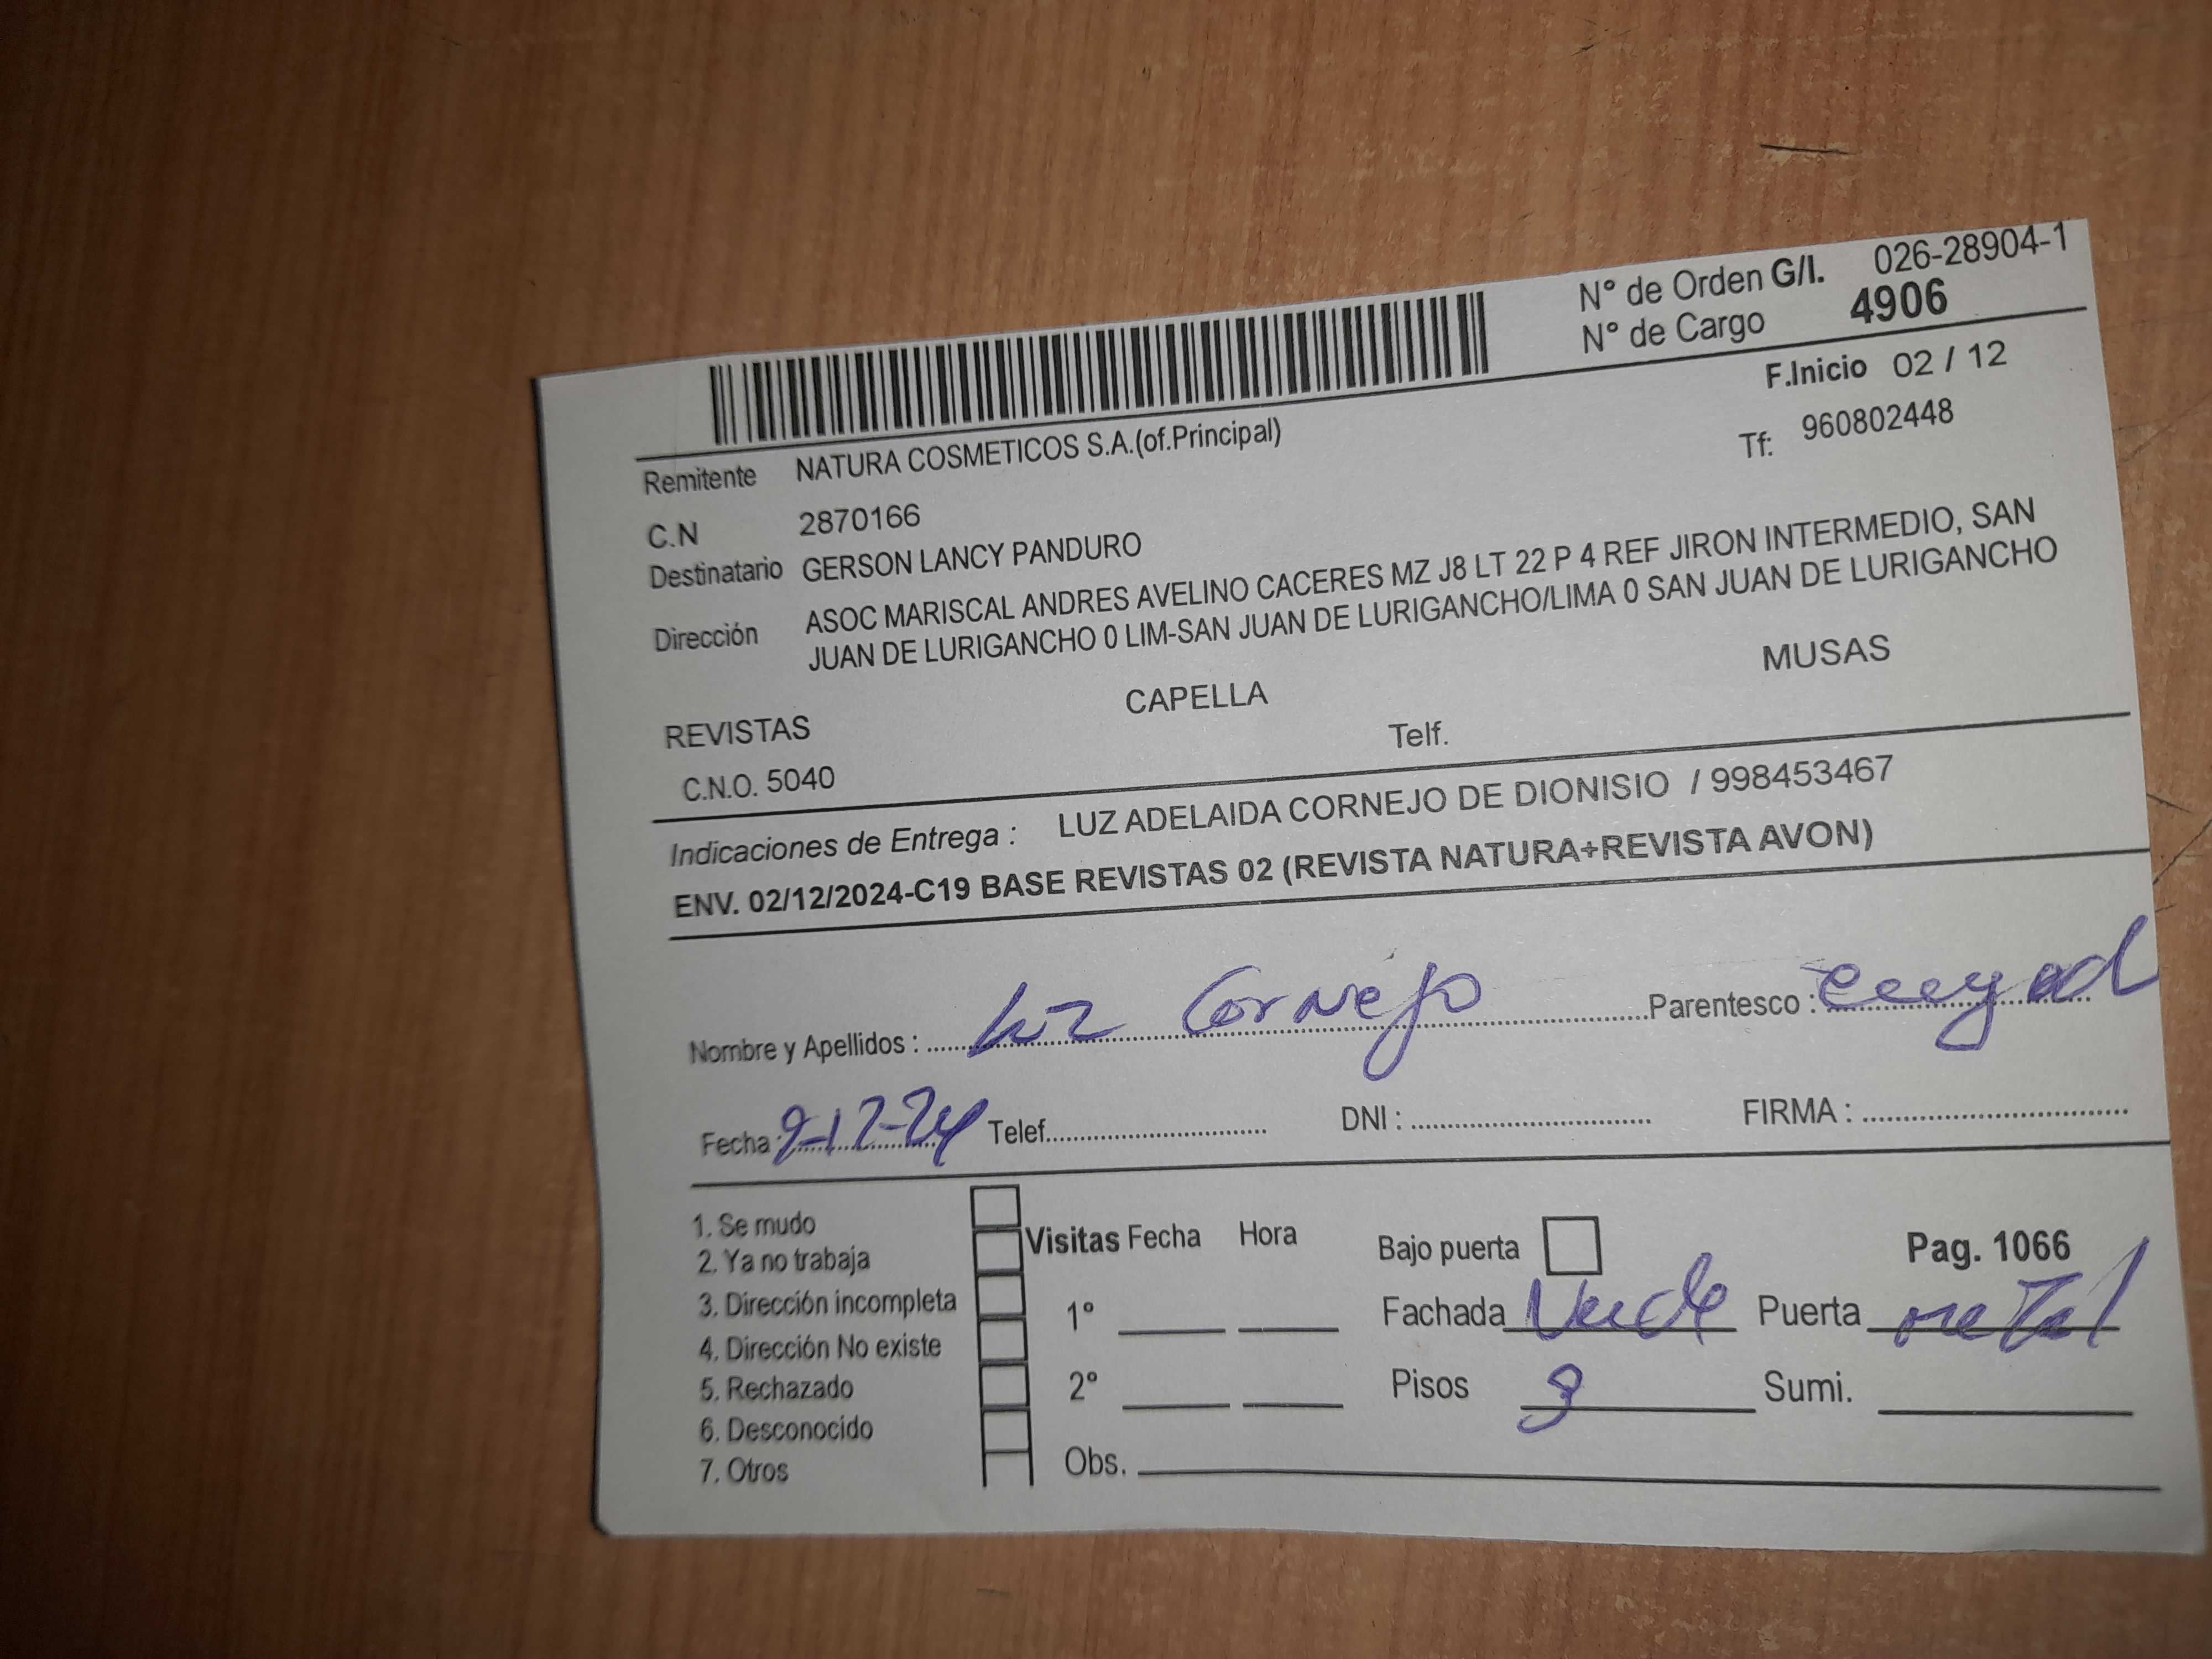 N° de Orden G/I. 026-28904-1
N° de Cargo 4906
F.Inicio 02 / 12
Remitente NATURA COSMETICOS S.A.(of.Principal) Tf: 960802448
C.N 2870166
Destinatario GERSON LANCY PANDURO
Dirección ASOC MARISCAL ANDRES AVELINO CACERES MZ J8 LT 22 P 4 REF JIRON INTERMEDIO, SAN
JUAN DE LURIGANCHO 0 LIM-SAN JUAN DE LURIGANCHO/LIMA 0 SAN JUAN DE LURIGANCHO
REVISTAS CAPELLA MUSAS
C.N.O. 5040 Telf.
Indicaciones de Entrega : LUZ ADELAIDA CORNEJO DE DIONISIO / 998453467
ENV. 02/12/2024-C19 BASE REVISTAS 02 (REVISTA NATURA+REVISTA AVON)
Nombre y Apellidos : Luz Cornejo Parentesco :
Fecha : 9-12-24 Telef. DNI : FIRMA :
1. Se mudo
2. Ya no trabaja
3. Dirección incompleta
4. Dirección No existe
5. Rechazado
6. Desconocido
7. Otros
Visitas Fecha Hora
1°
2°
Obs.
Bajo puerta Pag. 1066
Fachada Verde Puerta metal
Pisos 3 Sumi.